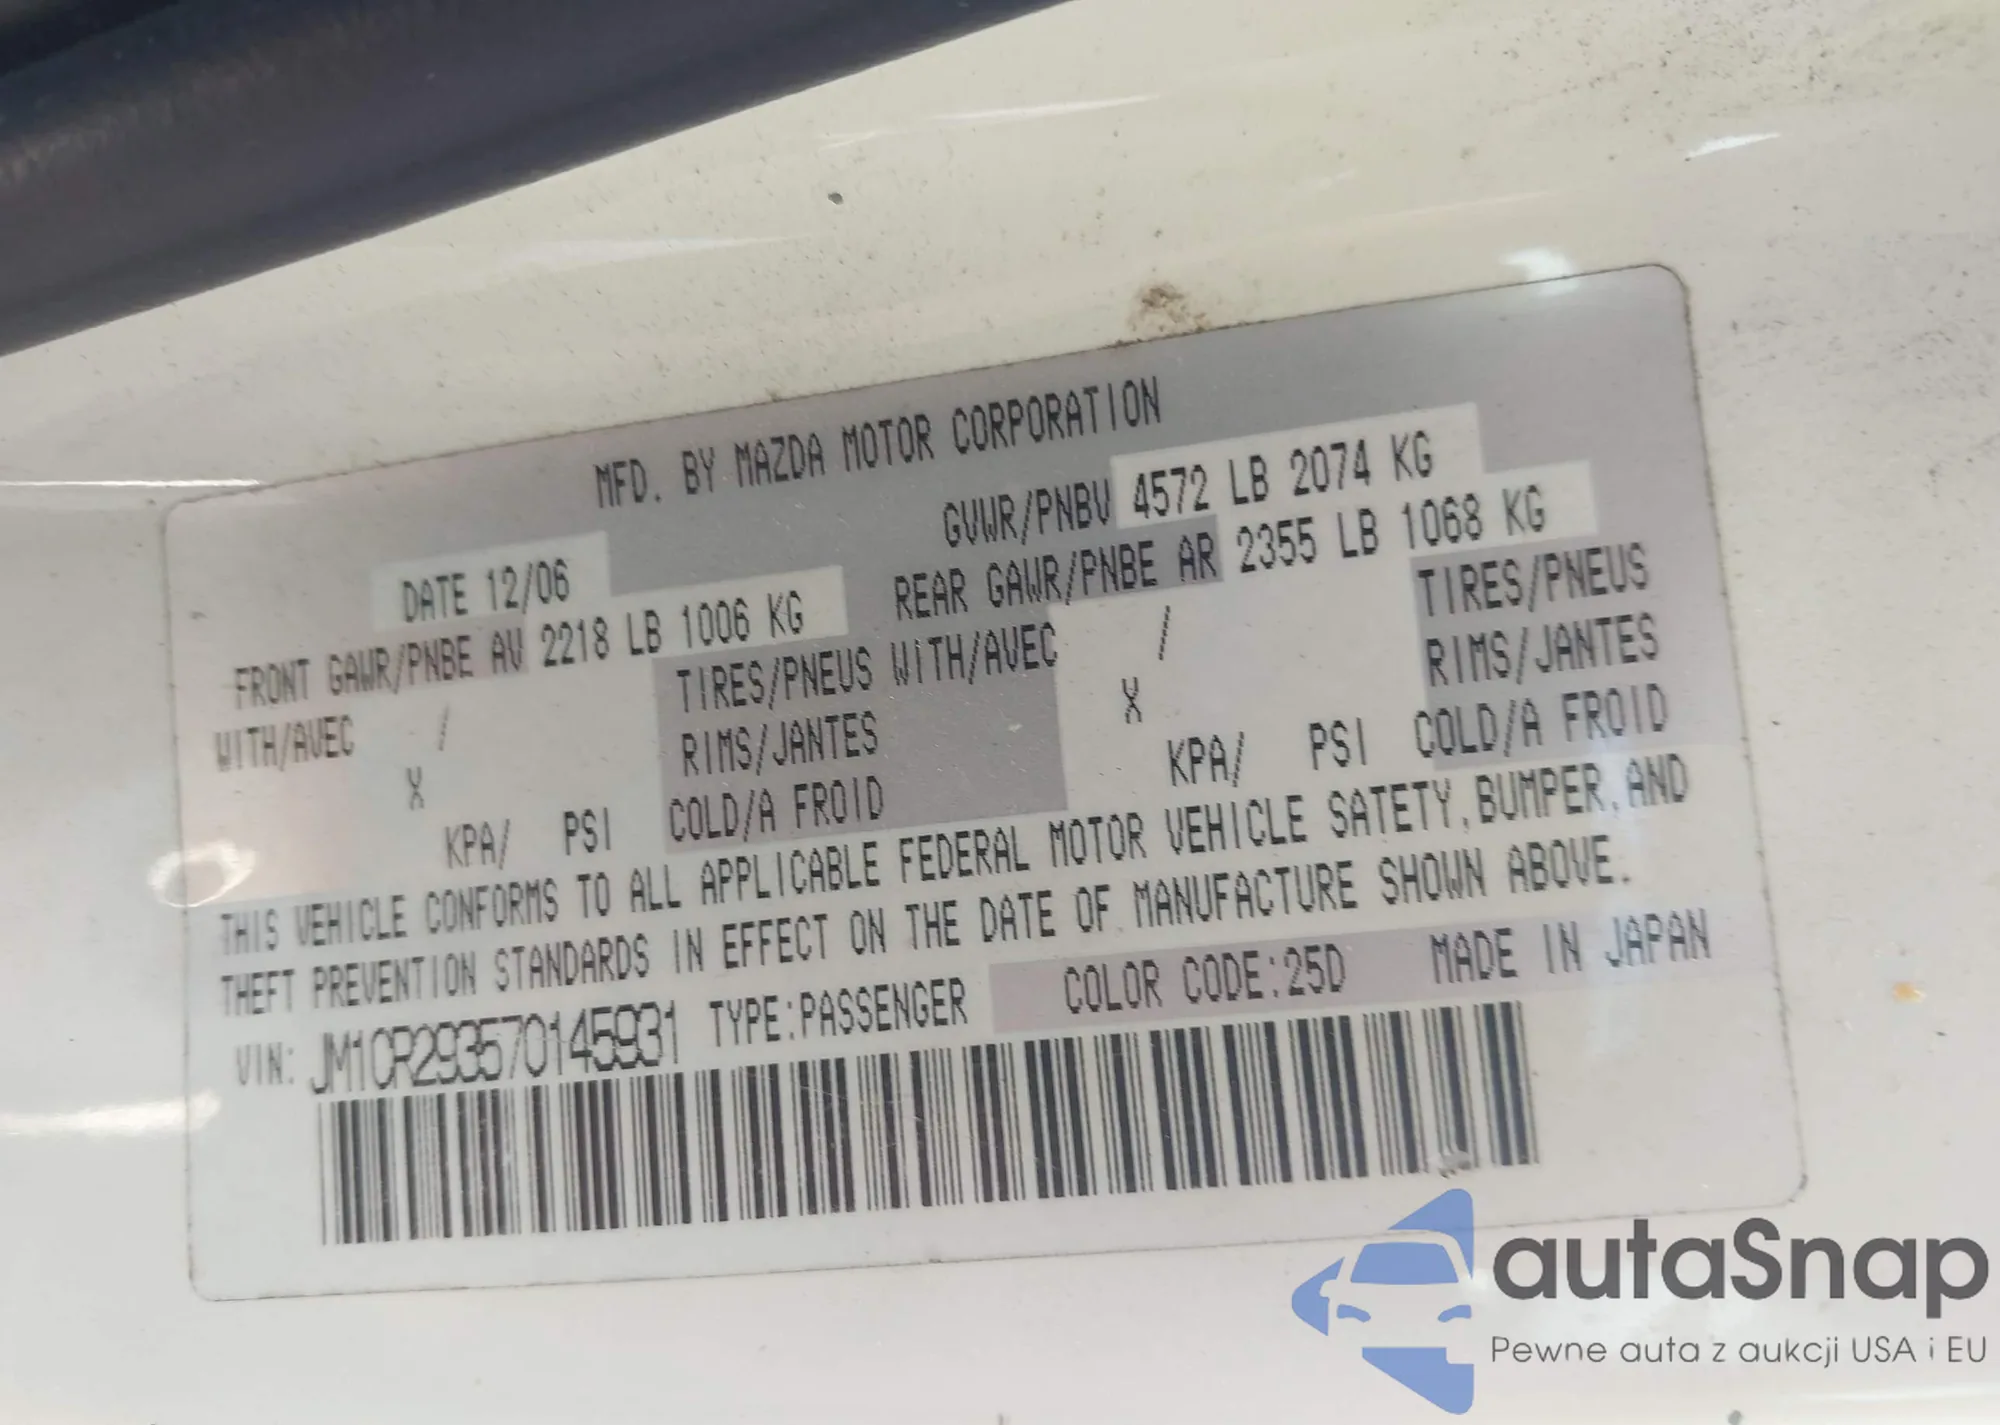 MFD. BY MAZDA MOTOR CORPORATION
DATE 12/06
GVWR/PNBV 4572 LB 2074 KG
FRONT GAWR/PNBE AV 2218 LB 1006 KG
REAR GAWR/PNBE AR 2355 LB 1068 KG
WITH/AVEC / TIRES/PNEUS WITH/AVEC / TIRES/PNEUS
X RIMS/JANTES X RIMS/JANTES
KPA/ PSI COLD/A FROID KPA/ PSI COLD/A FROID
THIS VEHICLE CONFORMS TO ALL APPLICABLE FEDERAL MOTOR VEHICLE SATETY, BUMPER, AND
THEFT PREVENTION STANDARDS IN EFFECT ON THE DATE OF MANUFACTURE SHOWN ABOVE.
VIN: JM1CR293570145931 TYPE:PASSENGER COLOR CODE:25D MADE IN JAPAN
autaSnap
Pewne auta z aukcji USA i EU